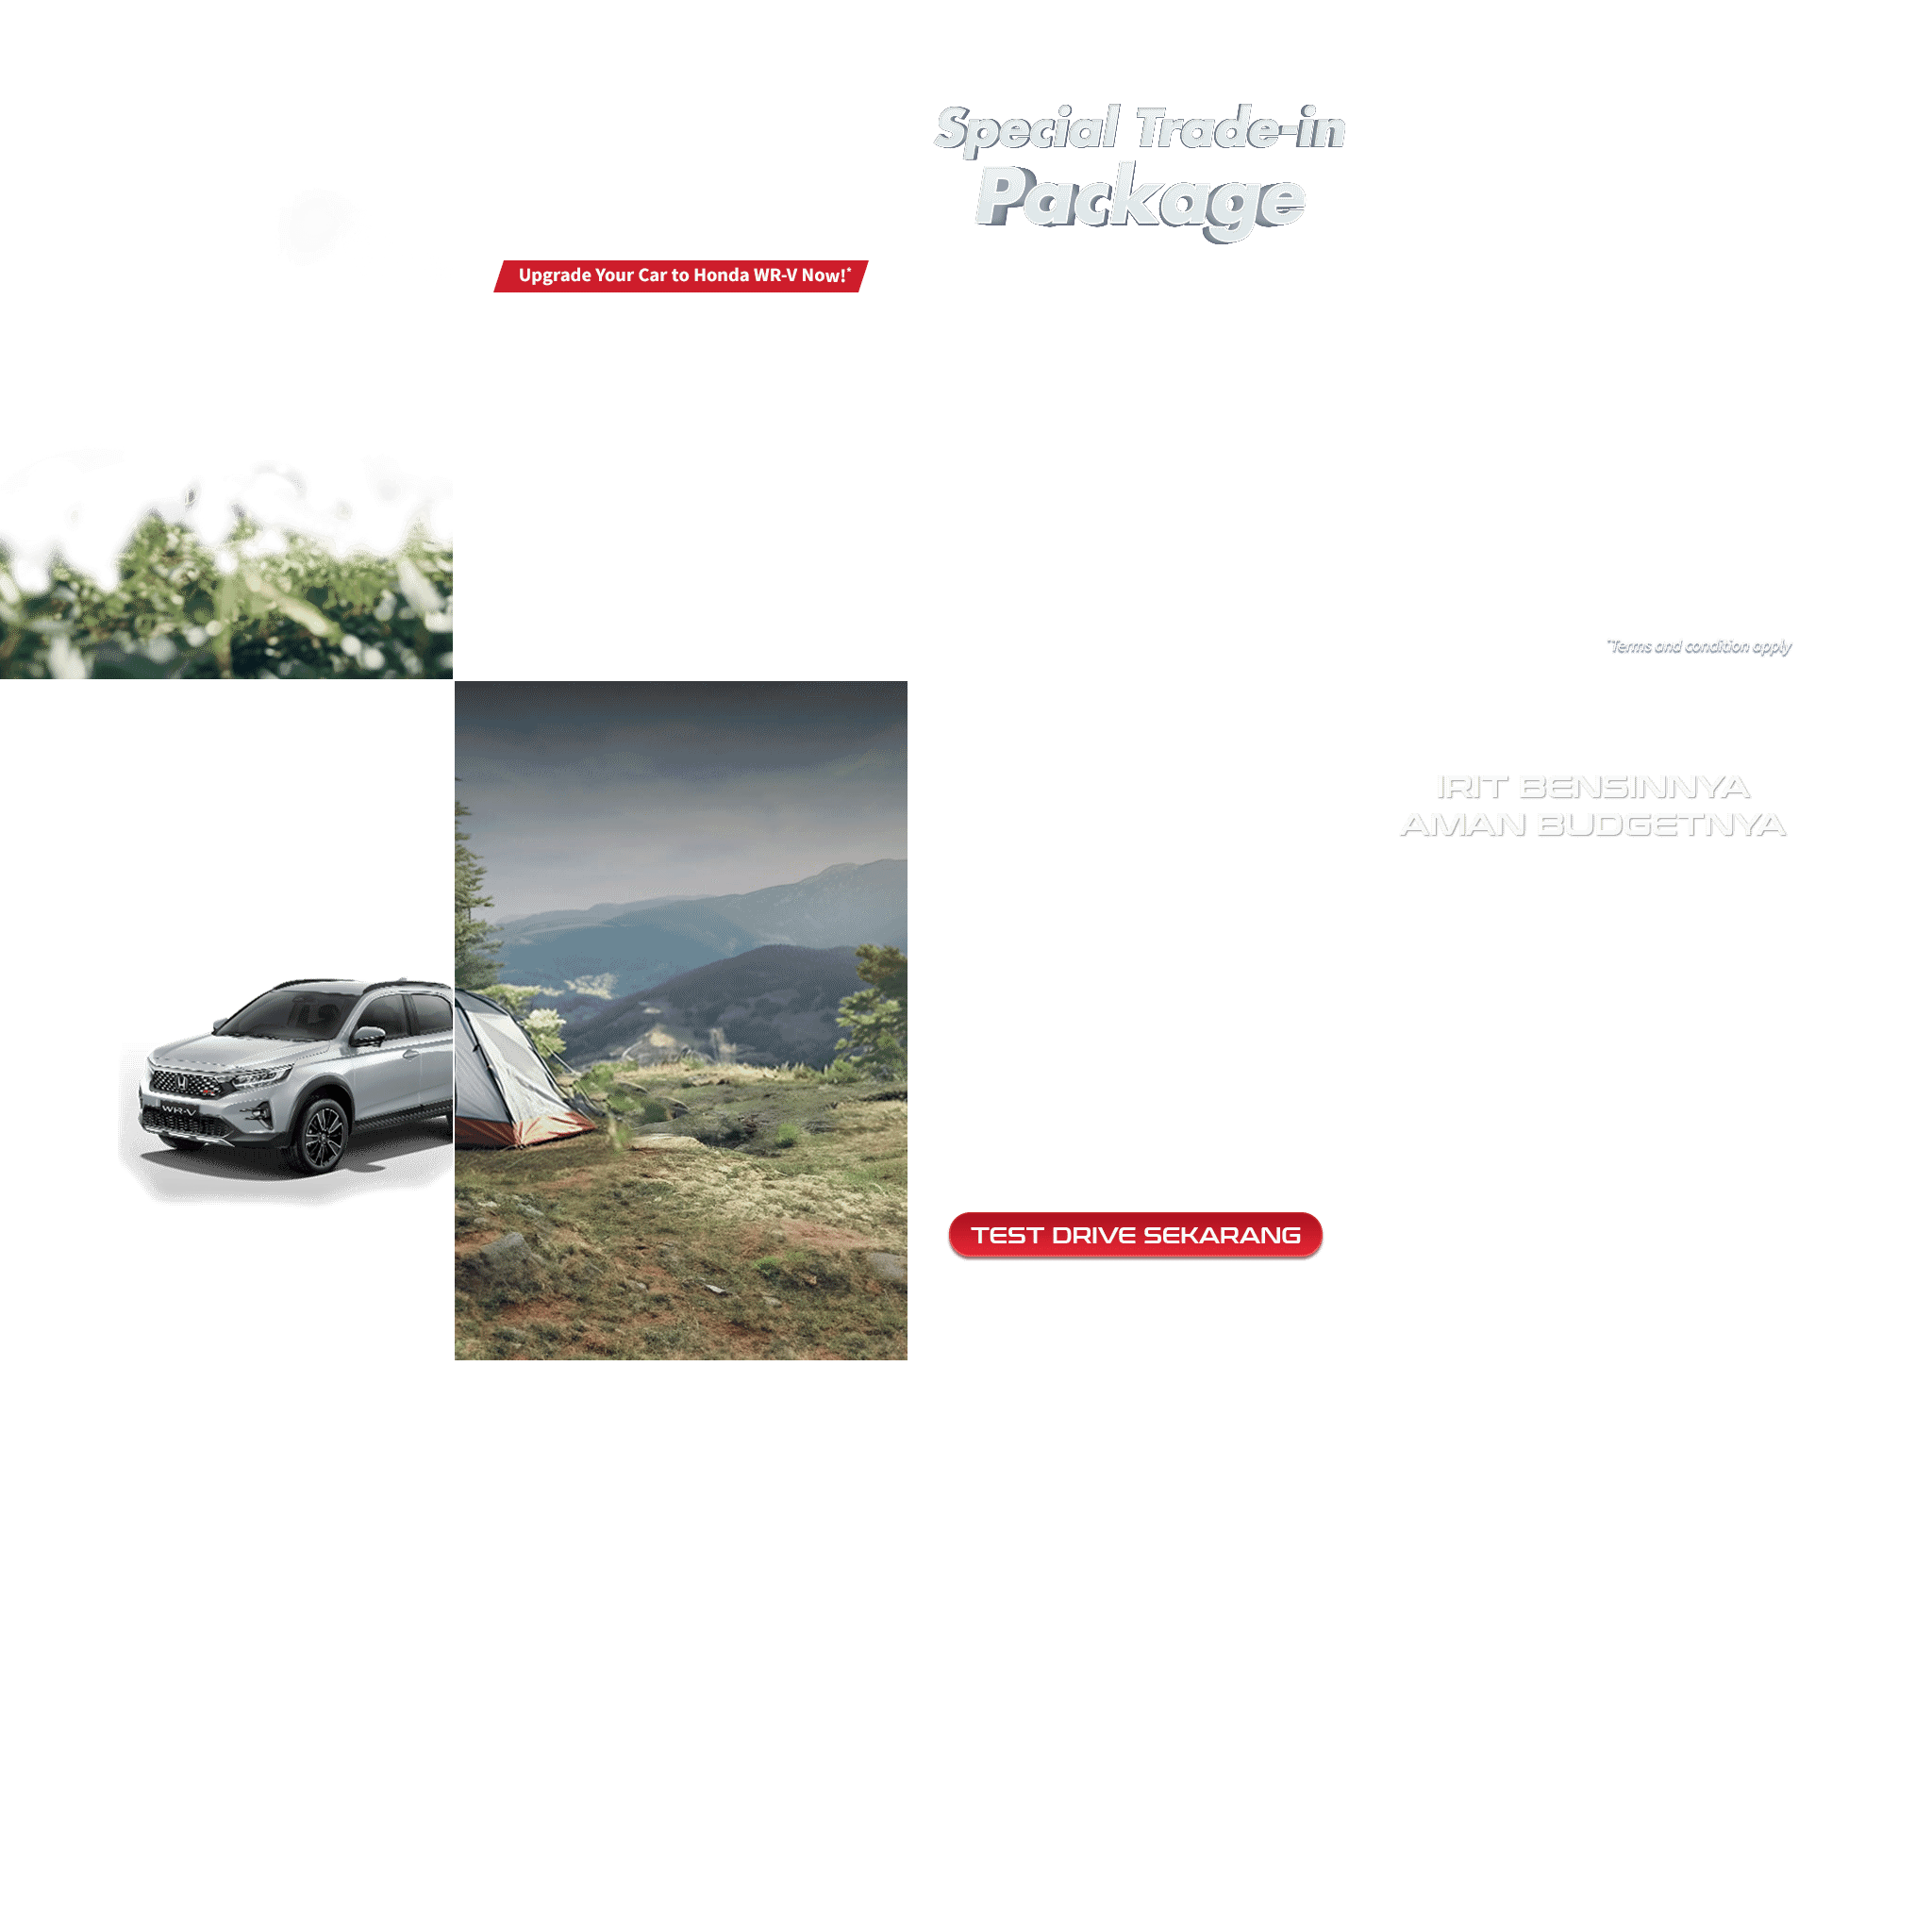 Special Trade-in
Package
Upgrade Your Car to Honda WR-V Now!*
*Terms and condition apply
IRIT BENSINNYA
AMAN BUDGETNYA
WR-V
TEST DRIVE SEKARANG